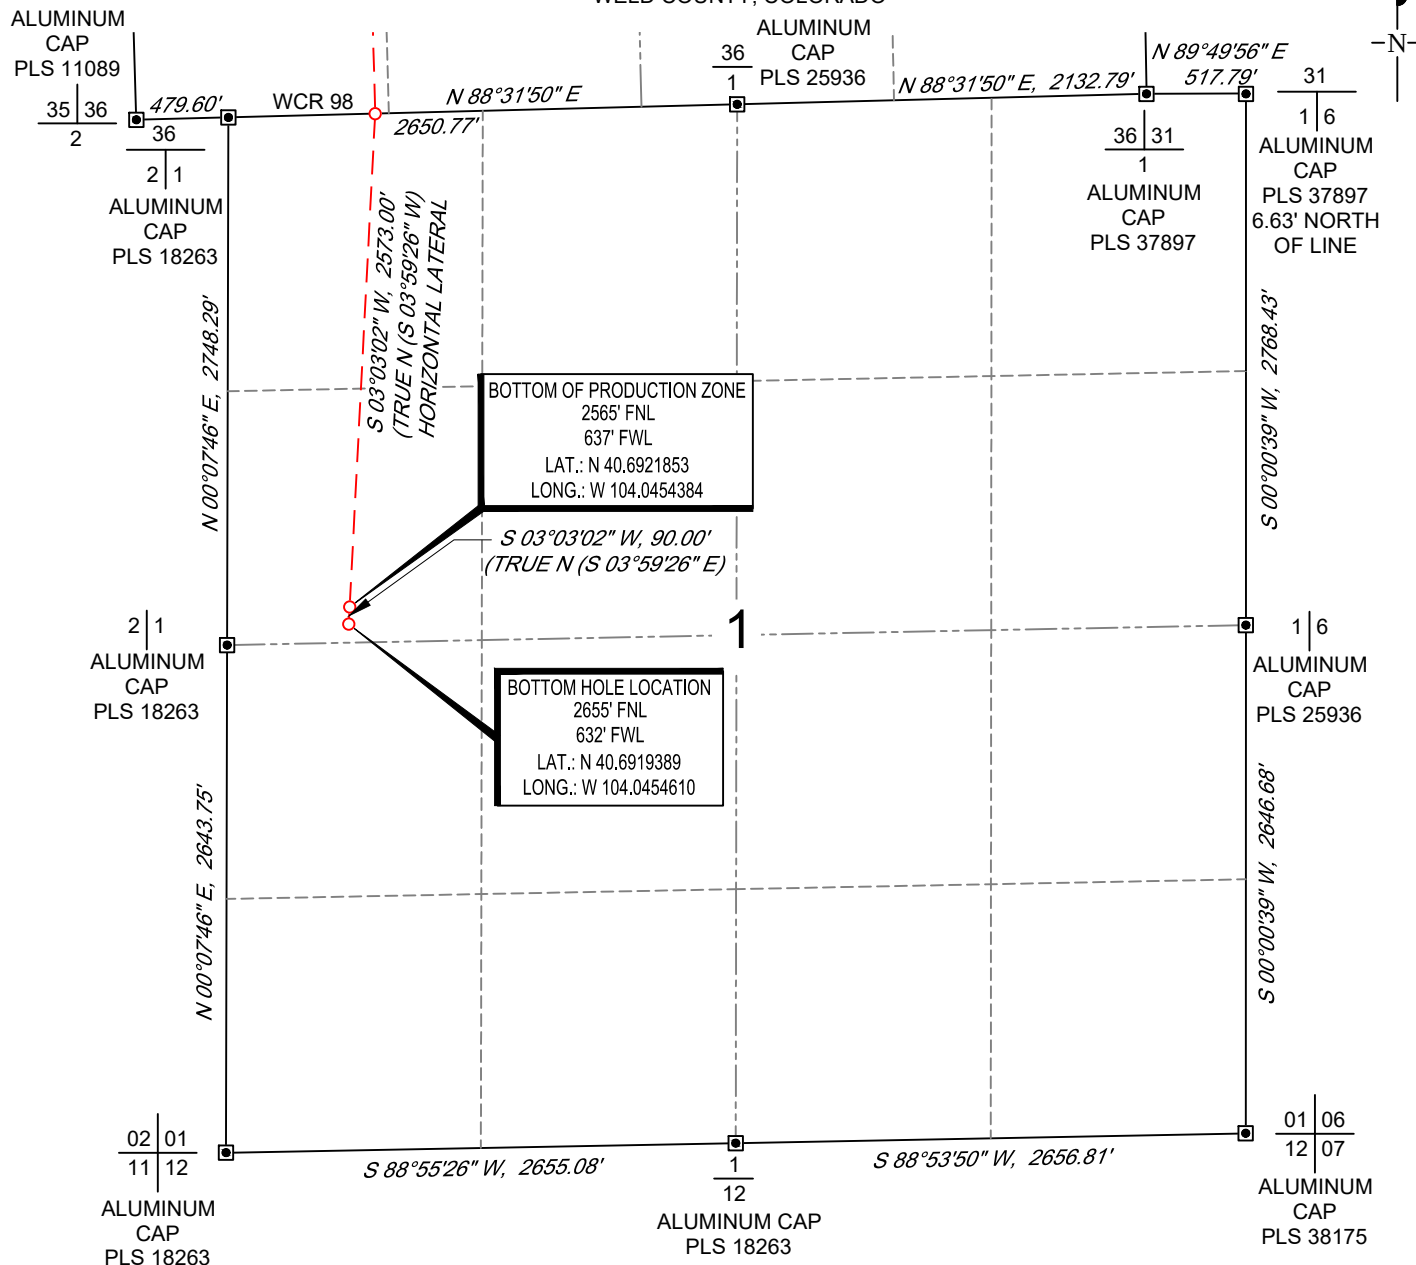 WELD COUNTY, COLORADO
ALUMINUM
CAP
PLS 11089
35 36
2
479.60'
WCR 98
36
2 1
ALUMINUM
CAP
PLS 18263
N 88°31'50" E
2650.77'
36
1
ALUMINUM
CAP
PLS 25936
N 88°31'50" E, 2132.79'
N 89°49'56" E
517.79'
-N-
31
1 6
ALUMINUM
CAP
PLS 37897
6.63' NORTH
OF LINE
36 31
1
ALUMINUM
CAP
PLS 37897
S 03°03'02" W, 2573.00'
(TRUE N (S 03°59'26" W)
HORIZONTAL LATERAL
N 00°07'46" E, 2748.29'
S 00°00'39" W, 2768.43'
BOTTOM OF PRODUCTION ZONE
2565' FNL
637' FWL
LAT.: N 40.6921853
LONG.: W 104.0454384
S 03°03'02" W, 90.00'
(TRUE N (S 03°59'26" E)
1
2 1
ALUMINUM
CAP
PLS 18263
1 6
ALUMINUM
CAP
PLS 25936
BOTTOM HOLE LOCATION
2655' FNL
632' FWL
LAT.: N 40.6919389
LONG.: W 104.0454610
N 00°07'46" E, 2643.75'
S 00°00'39" W, 2646.68'
02 01
11 12
ALUMINUM
CAP
PLS 18263
S 88°55'26" W, 2655.08'
1
12
ALUMINUM CAP
PLS 18263
S 88°53'50" W, 2656.81'
01 06
12 07
ALUMINUM
CAP
PLS 38175